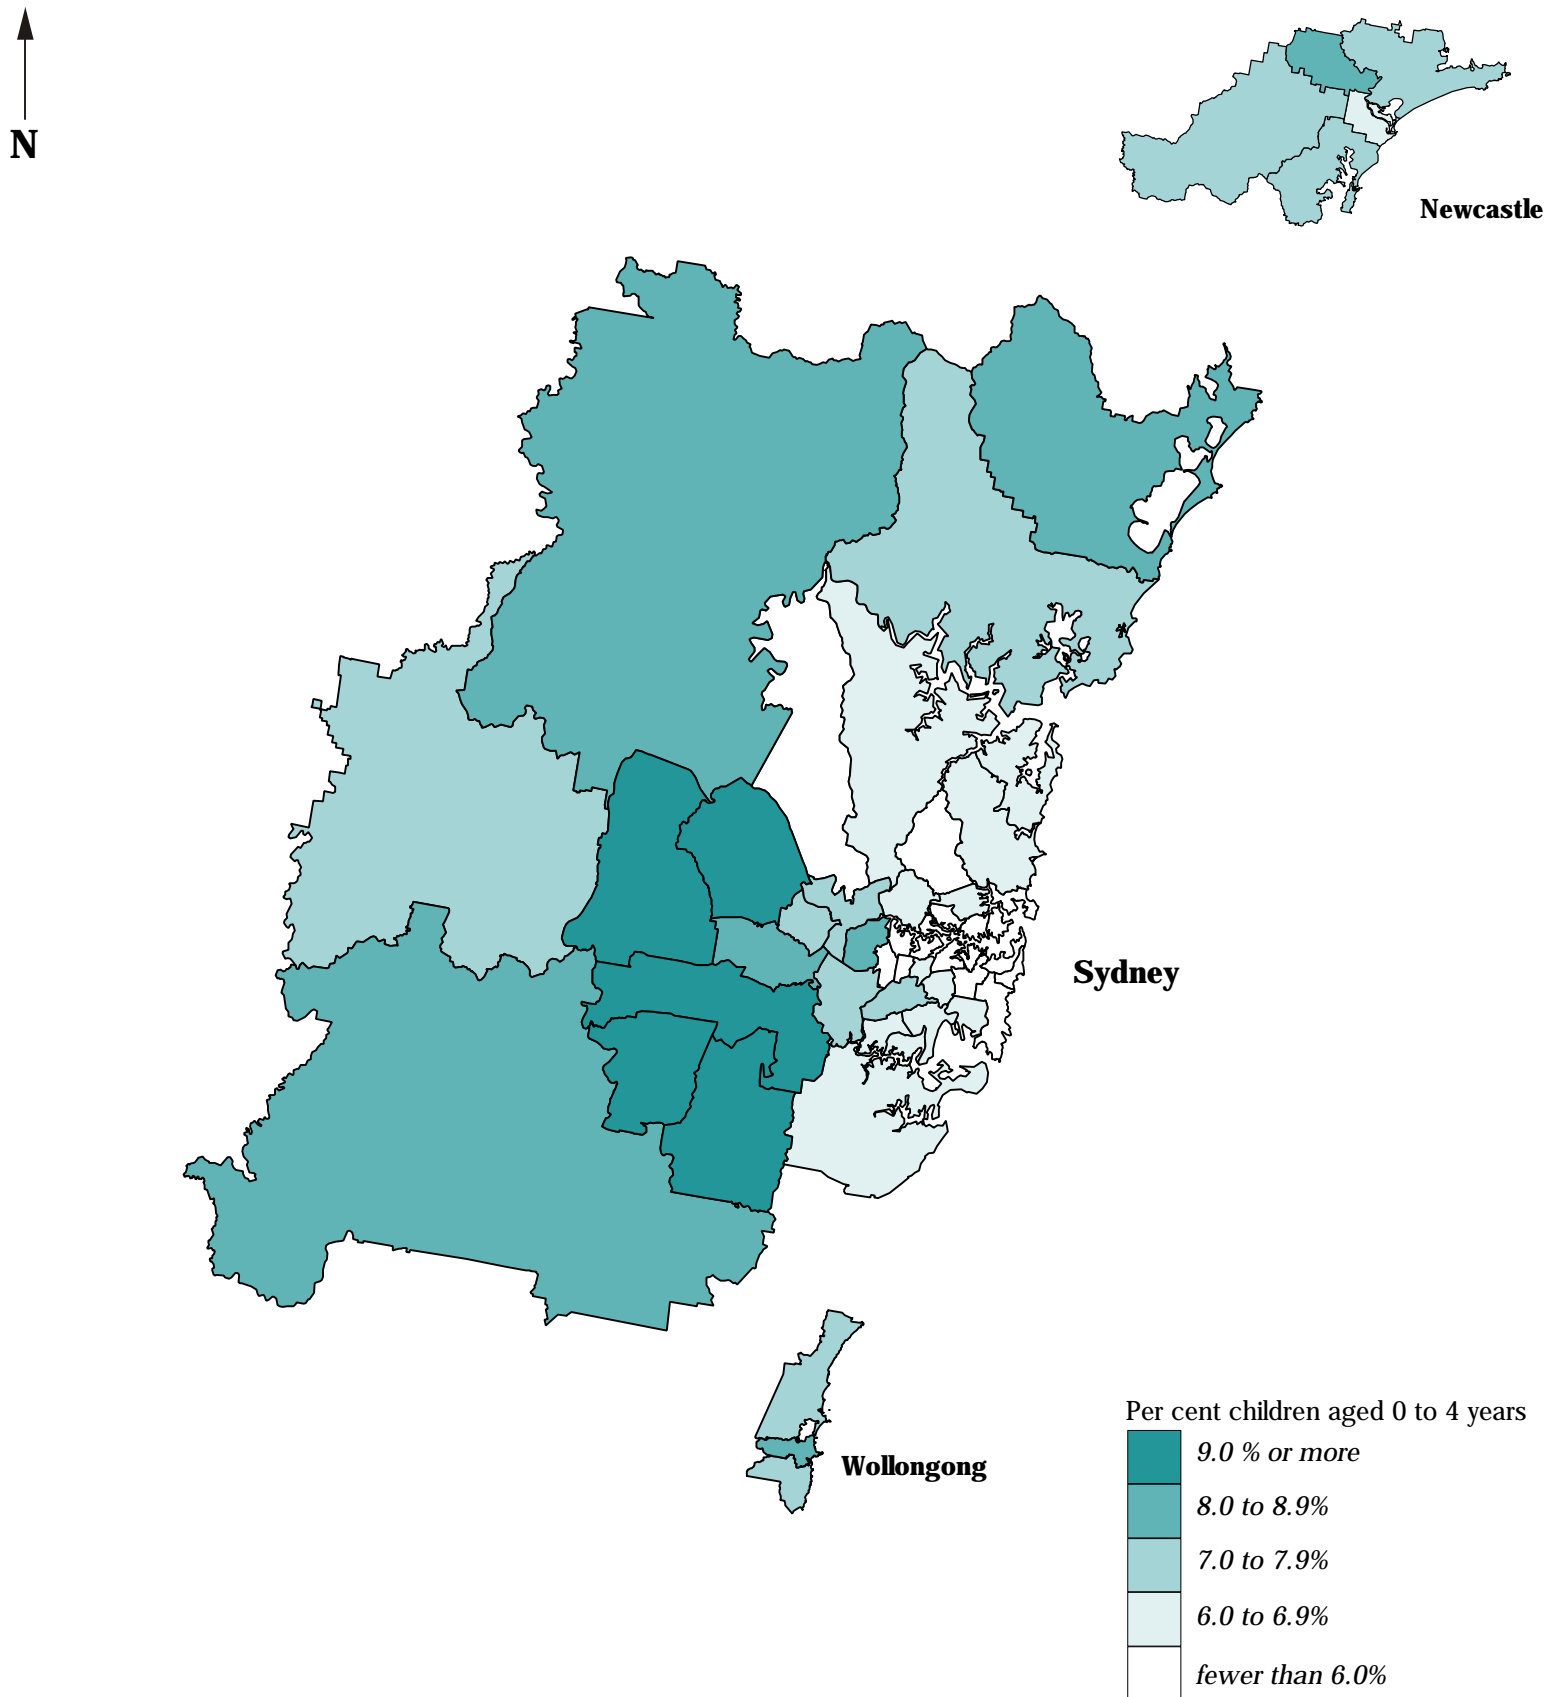 N
Newcastle
Sydney
Wollongong
Per cent children aged 0 to 4 years
9.0 % or more
8.0 to 8.9%
7.0 to 7.9%
6.0 to 6.9%
fewer than 6.0%